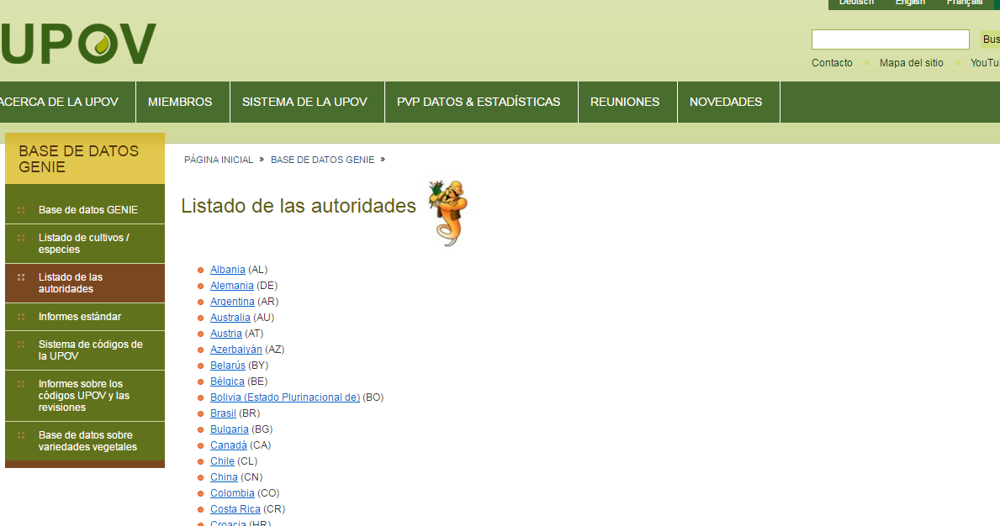 Deutsch English Français
UPOV
Contacto Mapa del sitio
ACERCA DE LA UPOV MIEMBROS SISTEMA DE LA UPOV PVP DATOS & ESTADÍSTICAS REUNIONES NOVEDADES
BASE DE DATOS
GENIE
Base de datos GENIE
Listado de cultivos /
especies
Listado de las
autoridades
Informes estándar
Sistema de códigos de
la UPOV
Informes sobre los
códigos UPOV y las
revisiones
Base de datos sobre
variedades vegetales
PÁGINA INICIAL » BASE DE DATOS GENIE »
Listado de las autoridades
Albania (AL)
Alemania (DE)
Argentina (AR)
Australia (AU)
Austria (AT)
Azerbaiyán (AZ)
Belarús (BY)
Bélgica (BE)
Bolivia (Estado Plurinacional de) (BO)
Brasil (BR)
Bulgaria (BG)
Canadá (CA)
Chile (CL)
China (CN)
Colombia (CO)
Costa Rica (CR)
Croacia (HR)